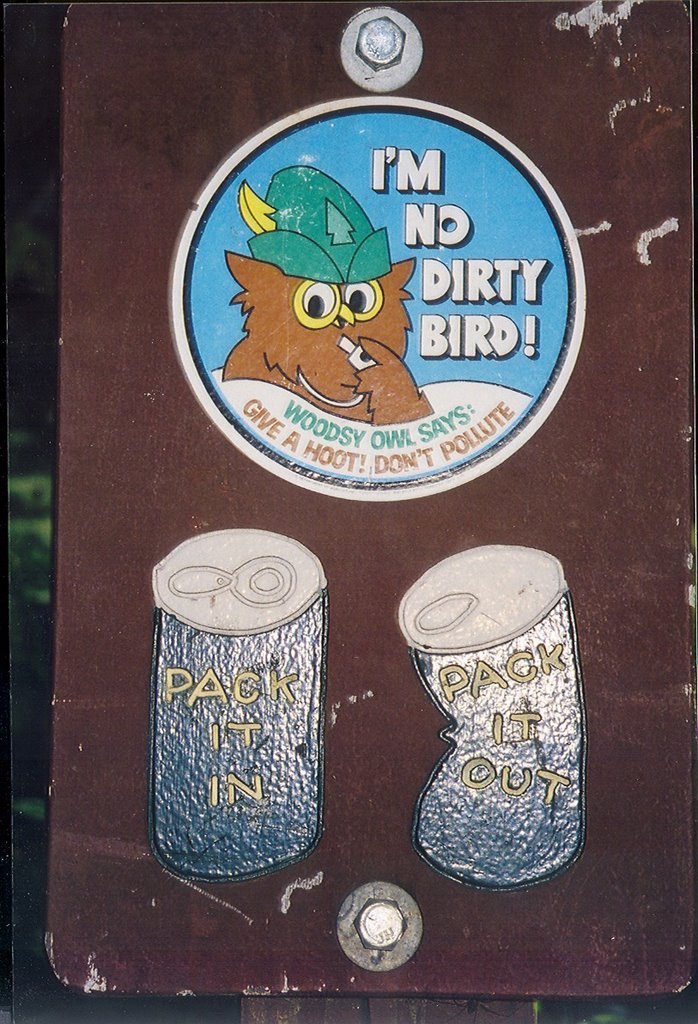 I'M
NO
DIRTY
BIRD!
WOODSY OWL SAYS:
GIVE A HOOT! DON'T POLLUTE
PACK
IT
IN
PACK
IT
OUT